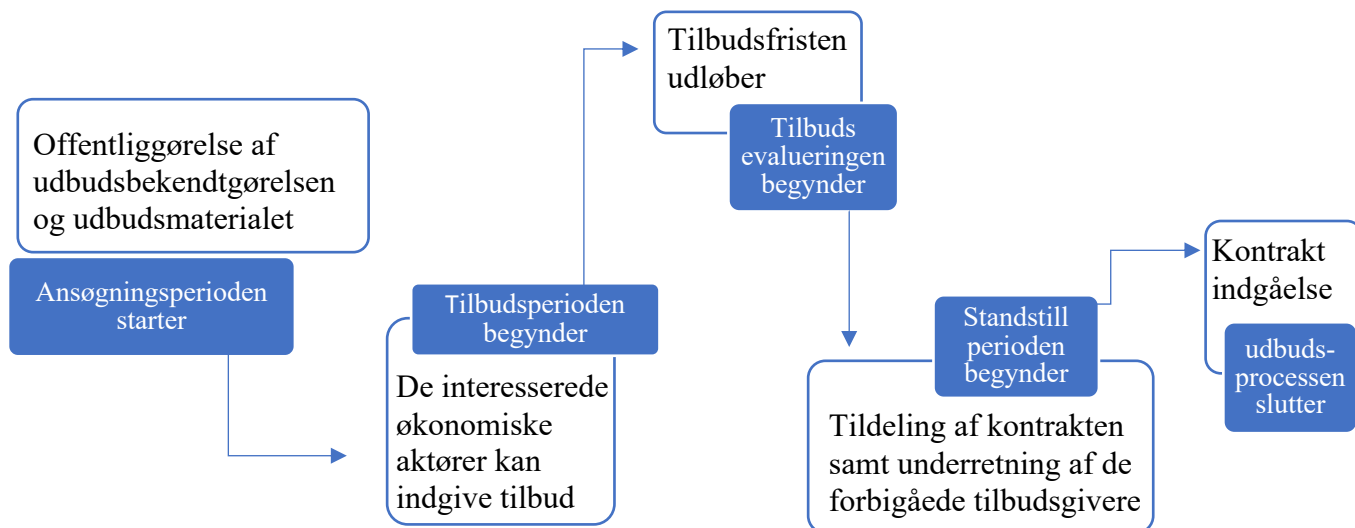 Offentliggørelse af
udbudsbekendtgørelsen
og udbudsmaterialet
Ansøgningsperioden
starter
Tilbudsperioden
begynder
De interesserede
økonomiske
aktører kan
indgive tilbud
Tilbudsfristen
udløber
Tilbuds
evalueringen
begynder
Standstill
perioden
begynder
Tildeling af kontrakten
samt underretning af de
forbigåede tilbudsgivere
Kontrakt
indgåelse
udbuds-
processen
slutter